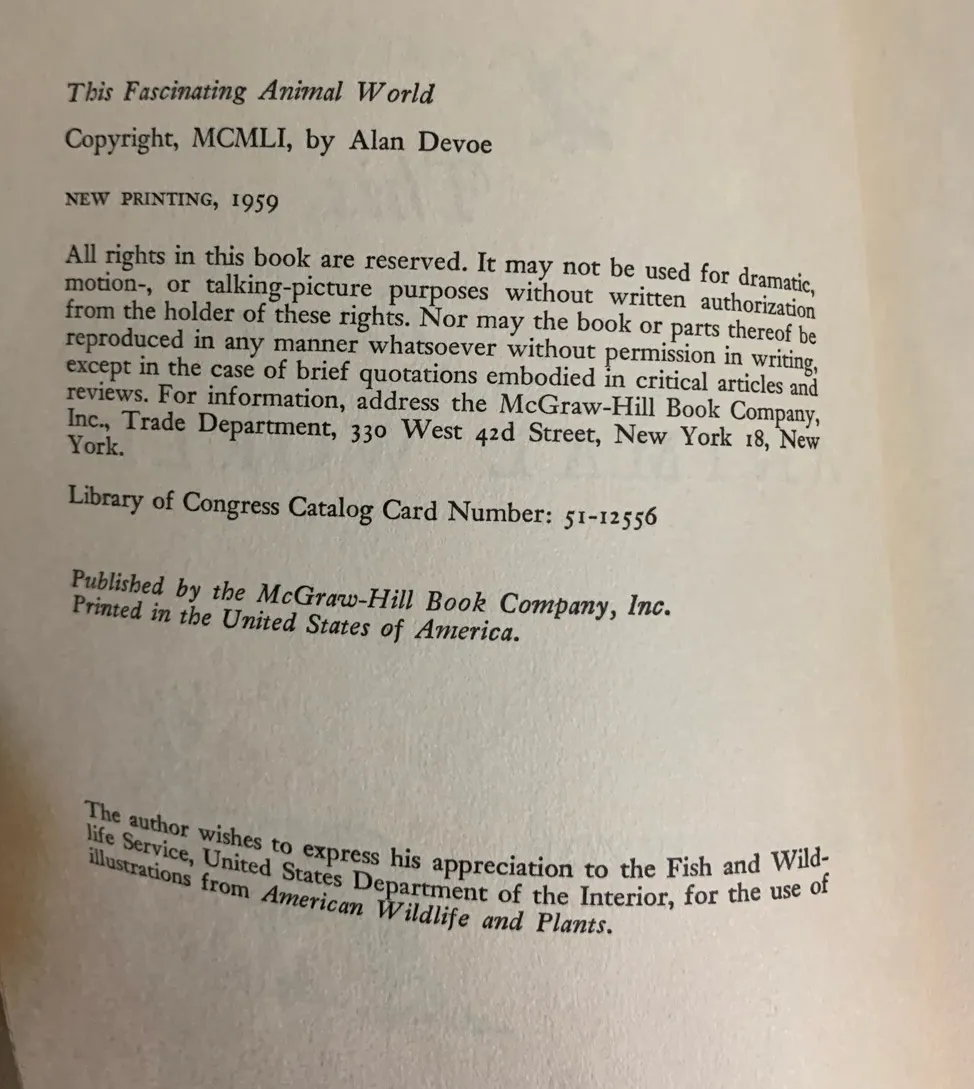 This Fascinating Animal World
Copyright, MCMLI, by Alan Devoe
NEW PRINTING, 1959
All rights in this book are reserved. It may not be used for dramatic,
motion-, or talking-picture purposes without written authorization
from the holder of these rights. Nor may the book or parts thereof be
reproduced in any manner whatsoever without permission in writing,
except in the case of brief quotations embodied in critical articles and
reviews. For information, address the McGraw-Hill Book Company,
Inc., Trade Department, 330 West 42d Street, New York 18, New
York.
Library of Congress Catalog Card Number: 51-12556
Published by the McGraw-Hill Book Company, Inc.
Printed in the United States of America.
The author wishes to express his appreciation to the Fish and Wild-
life Service, United States Department of the Interior, for the use of
illustrations from American Wildlife and Plants.